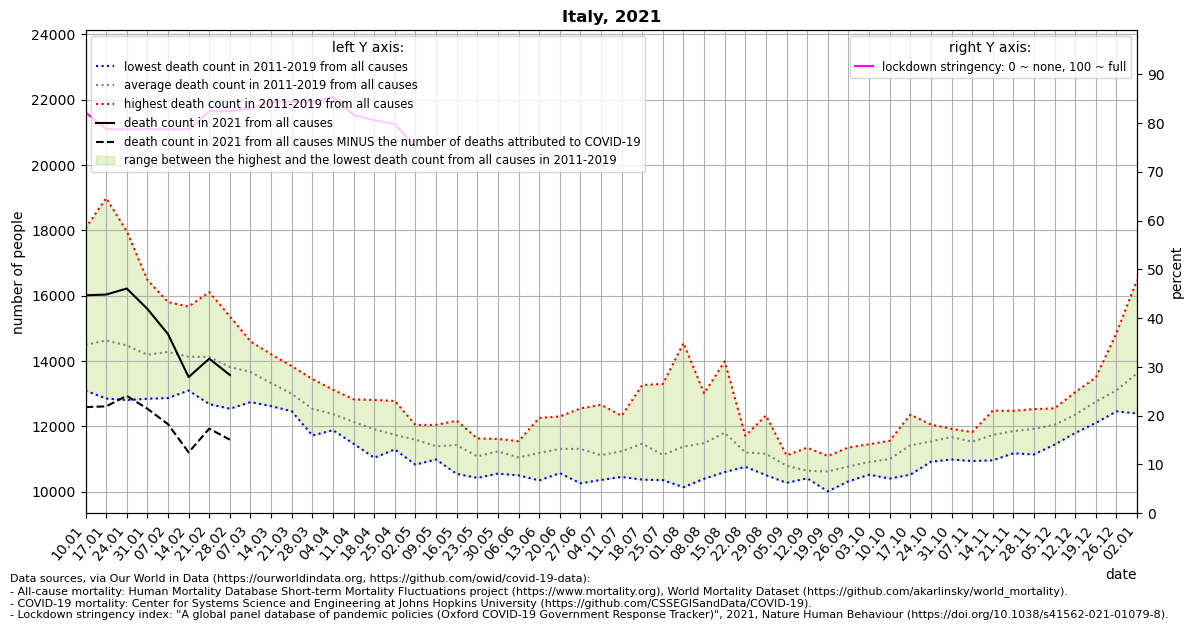 Italy, 2021
left Y axis:
lowest death count in 2011-2019 from all causes
average death count in 2011-2019 from all causes
highest death count in 2011-2019 from all causes
death count in 2021 from all causes
death count in 2021 from all causes MINUS the number of deaths attributed to COVID-19
range between the highest and the lowest death count from all causes in 2011-2019
right Y axis:
lockdown stringency: 0 ~ none, 100 ~ full
number of people
24000
22000
20000
18000
16000
14000
12000
10000
percent
90
80
70
60
50
40
30
20
10
0
10.01 17.01 24.01 31.01 07.02 14.02 21.02 28.02 07.03 14.03 21.03 28.03 04.04 11.04 18.04 25.04 02.05 09.05 16.05 23.05 30.05 06.06 13.06 20.06 27.06 04.07 11.07 18.07 25.07 01.08 08.08 15.08 22.08 29.08 05.09 12.09 19.09 26.09 03.10 10.10 17.10 24.10 31.10 07.11 14.11 21.11 28.11 05.12 12.12 19.12 26.12 02.01
date
Data sources, via Our World in Data (https://ourworldindata.org, https://github.com/owid/covid-19-data):
- All-cause mortality: Human Mortality Database Short-term Mortality Fluctuations project (https://www.mortality.org), World Mortality Dataset (https://github.com/akarlinsky/world_mortality).
- COVID-19 mortality: Center for Systems Science and Engineering at Johns Hopkins University (https://github.com/CSSEGISandData/COVID-19).
- Lockdown stringency index: "A global panel database of pandemic policies (Oxford COVID-19 Government Response Tracker)", 2021, Nature Human Behaviour (https://doi.org/10.1038/s41562-021-01079-8).